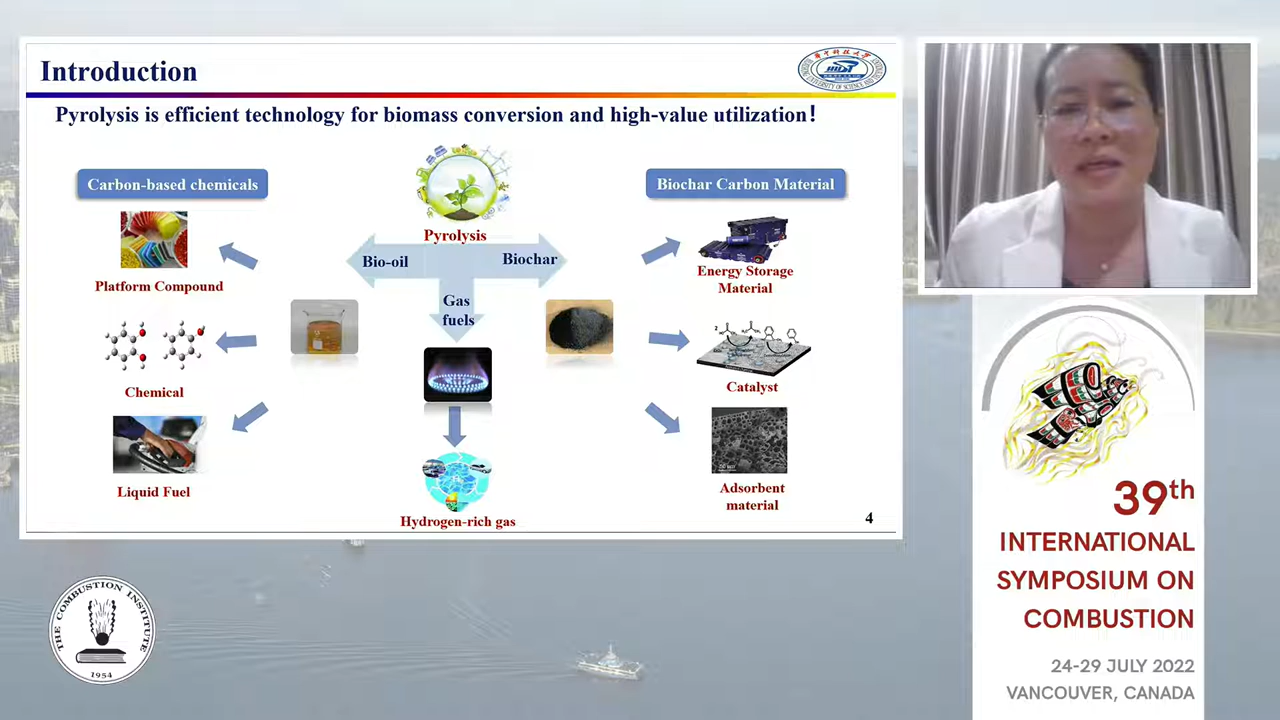 Introduction
Pyrolysis is efficient technology for biomass conversion and high-value utilization!
Carbon-based chemicals
Biochar Carbon Material
Pyrolysis
Bio-oil
Biochar
Gas
fuels
Platform Compound
Energy Storage
Material
Chemical
Catalyst
Liquid Fuel
Adsorbent
material
Hydrogen-rich gas
4
39th
INTERNATIONAL
SYMPOSIUM ON
COMBUSTION
24-29 JULY 2022
VANCOUVER, CANADA
THE COMBUSTION INSTITUTE
1954